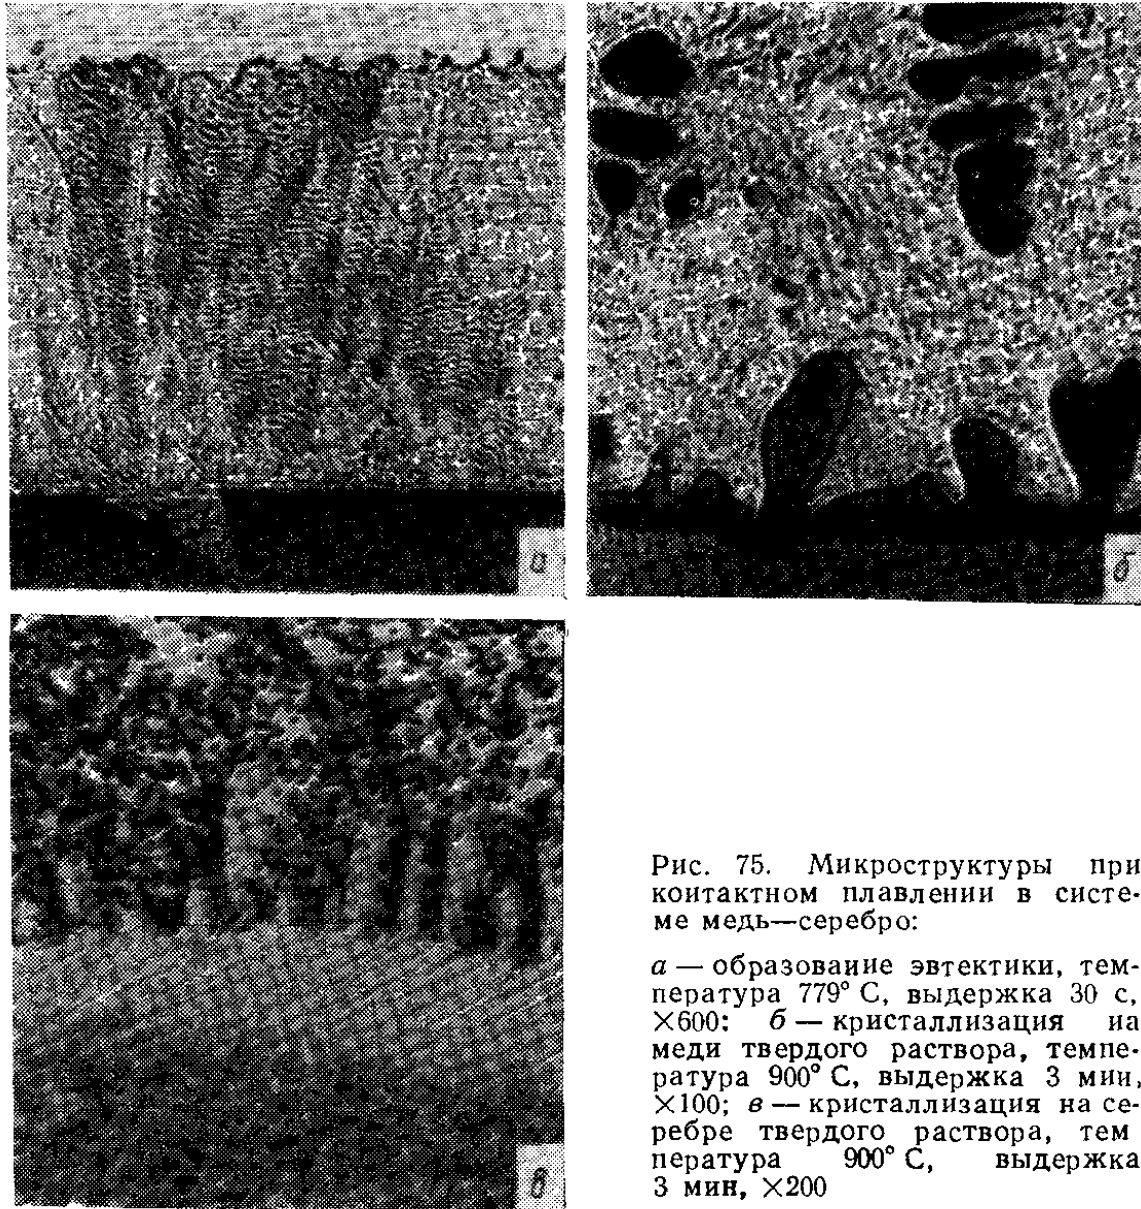 а
б
в
Рис. 75. Микроструктуры при
контактном плавлении в систе-
ме медь—серебро:
а — образование эвтектики, тем-
пература 779° С, выдержка 30 с,
×600; б — кристаллизация на
меди твердого раствора, темпе-
ратура 900° С, выдержка 3 мин,
×100; в — кристаллизация на се-
ребре твердого раствора, тем
пература 900° С, выдержка
3 мин, ×200